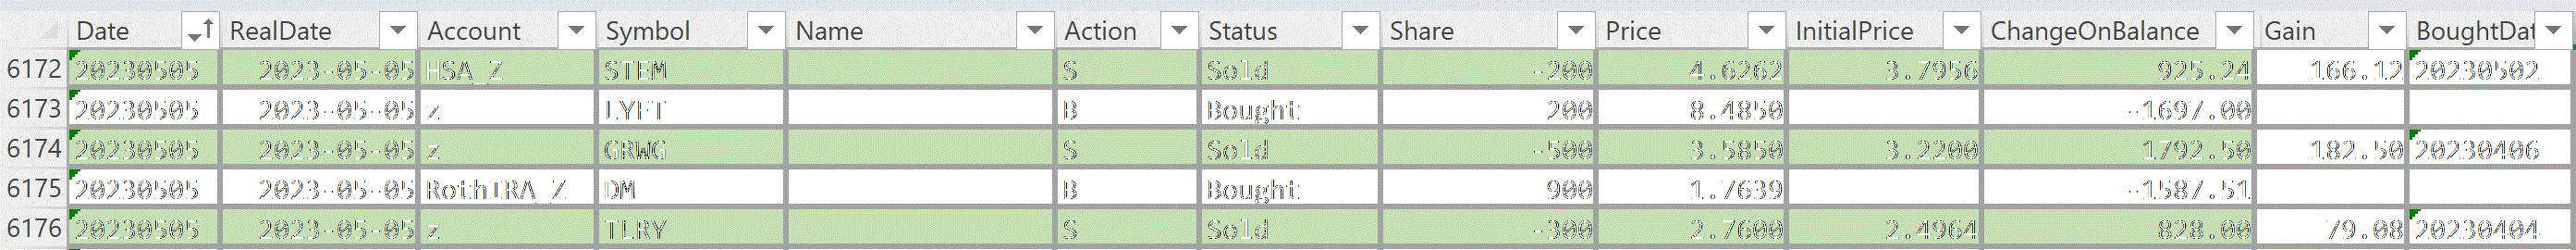 Date RealDate Account Symbol Name Action Status Share Price InitialPrice ChangeOnBalance Gain BoughtDat
6172 20230505 2023-05-05 HSA_Z STEM S Sold -200 4.6262 3.7956 925.24 166.12 20230502
6173 20230505 2023-05-05 z LYFT B Bought 200 8.4850 -1697.00
6174 20230505 2023-05-05 z GRWG S Sold -500 3.5850 3.2200 1792.50 182.50 20230406
6175 20230505 2023-05-05 RothIRA_Z DM B Bought 900 1.7639 -1587.51
6176 20230505 2023-05-05 z TLRY S Sold -300 2.7600 2.4964 828.00 79.08 20230404